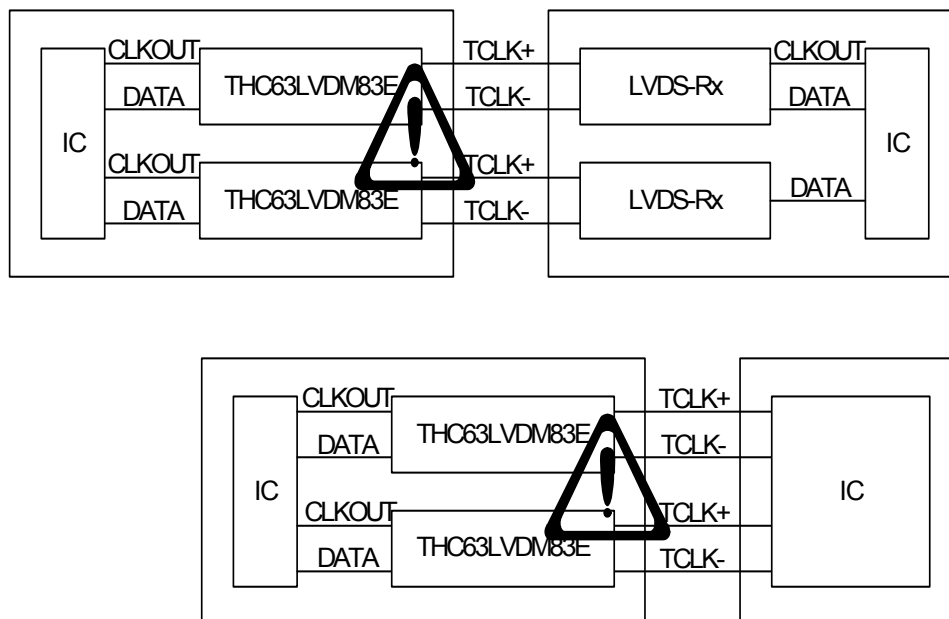 CLKOUT
THC63LVDM83E
TCLK+
LVDS-Rx
CLKOUT
DATA
TCLK-
DATA
IC
IC
CLKOUT
THC63LVDM83E
TCLK+
LVDS-Rx
DATA
DATA
TCLK-
CLKOUT
THC63LVDM83E
TCLK+
DATA
TCLK-
IC
IC
CLKOUT
THC63LVDM83E
TCLK+
DATA
TCLK-